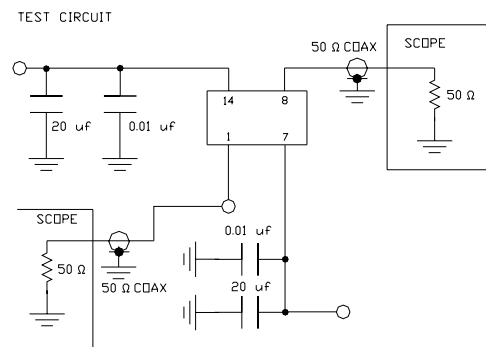 TEST CIRCUIT
50 Ω COAX
SCOPE
14
8
50 Ω
20 uf
0.01 uf
1
7
SCOPE
0.01 uf
50 Ω
50 Ω COAX
20 uf